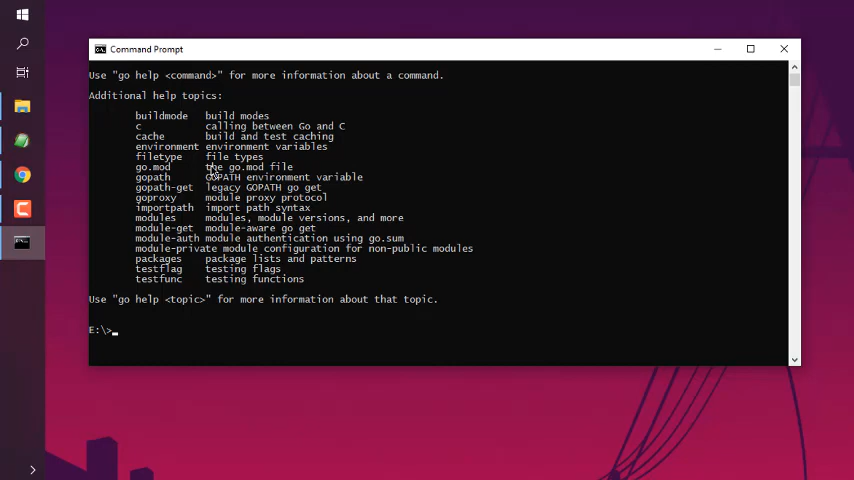 Command Prompt
Use "go help <command>" for more information about a command.
Additional help topics:
buildmode build modes
c calling between Go and C
cache build and test caching
environment environment variables
filetype file types
go.mod the go.mod file
gopath GOPATH environment variable
gopath-get legacy GOPATH go get
goproxy module proxy protocol
importpath import path syntax
modules modules, module versions, and more
module-get module-aware go get
module-auth module authentication using go.sum
module-private module configuration for non-public modules
packages package lists and patterns
testflag testing flags
testfunc testing functions
Use "go help <topic>" for more information about that topic.
E:\>